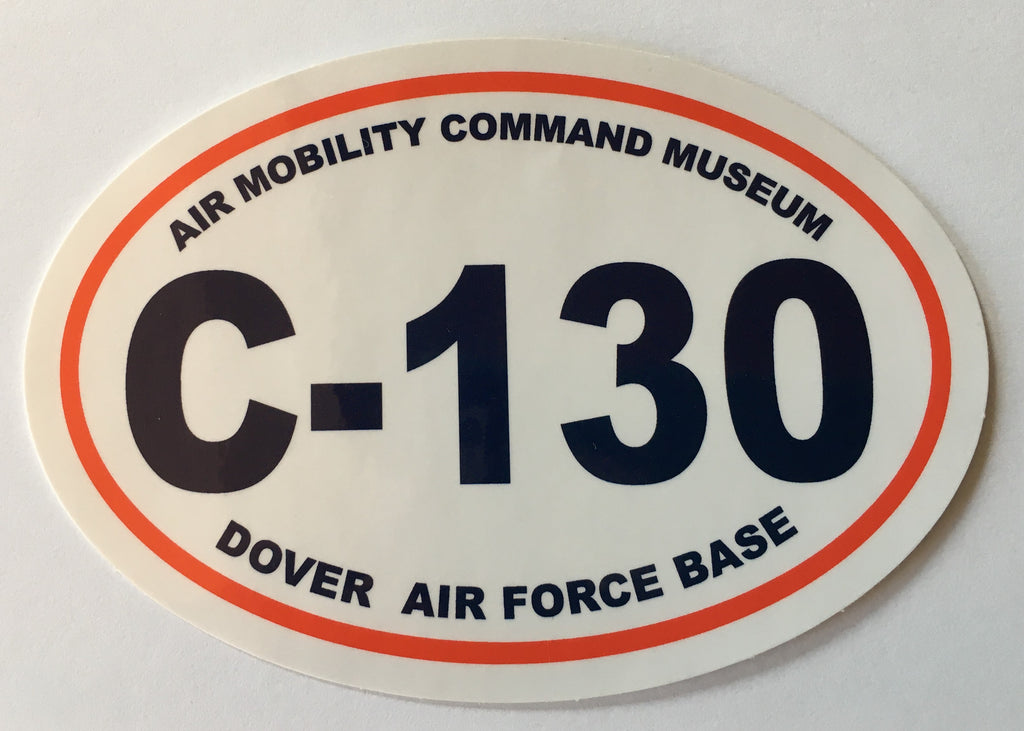 AIR MOBILITY COMMAND MUSEUM
C-130
DOVER AIR FORCE BASE